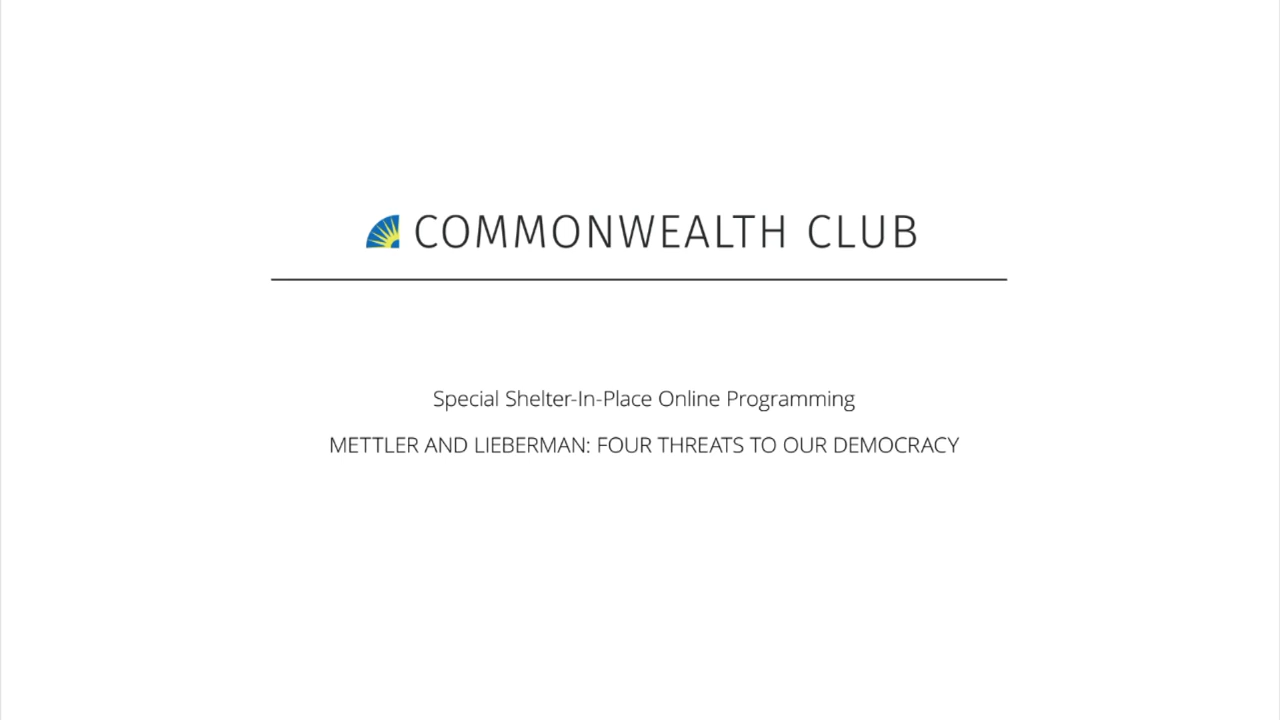 COMMONWEALTH CLUB
Special Shelter-In-Place Online Programming
METTLER AND LIEBERMAN: FOUR THREATS TO OUR DEMOCRACY